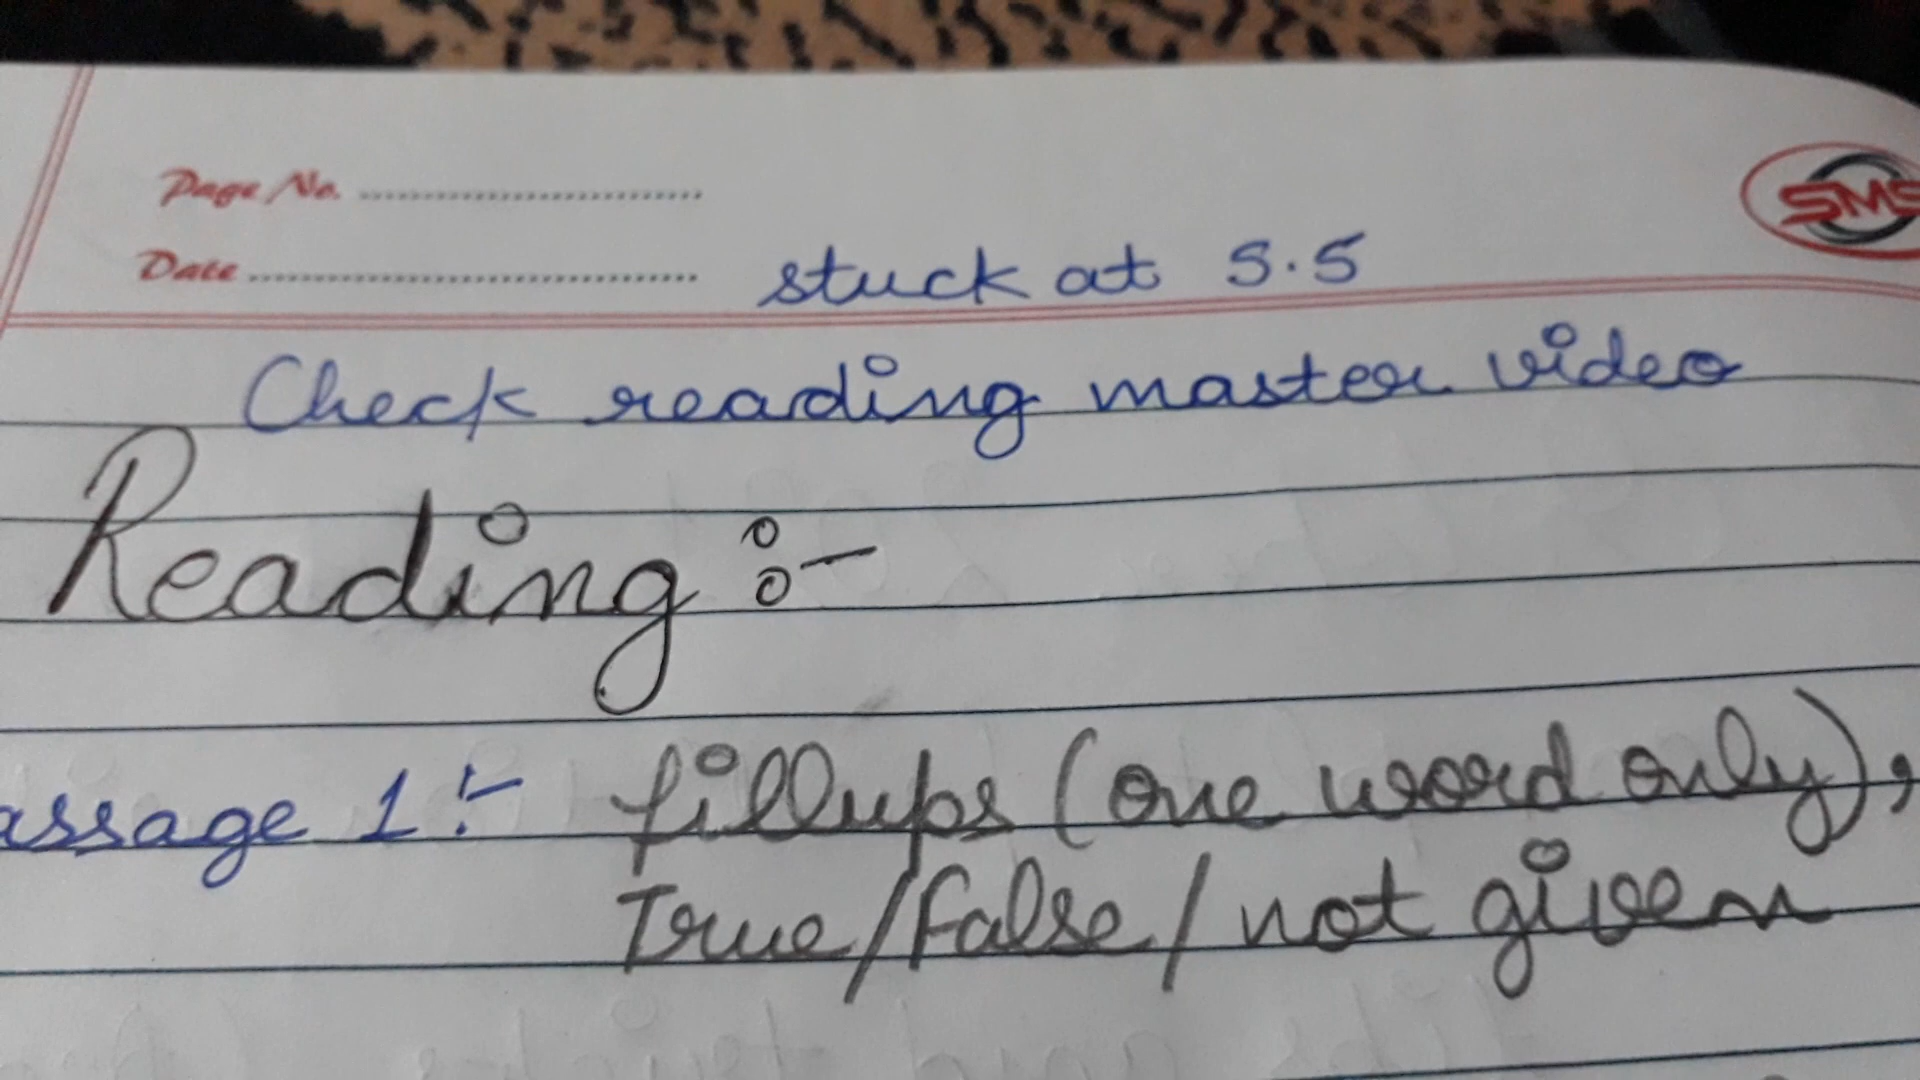 Page No.
SMS
Date stuck at 5.5
Check reading master video
Reading :-
assage 1 :- fillups (one word only),
True/False/not given